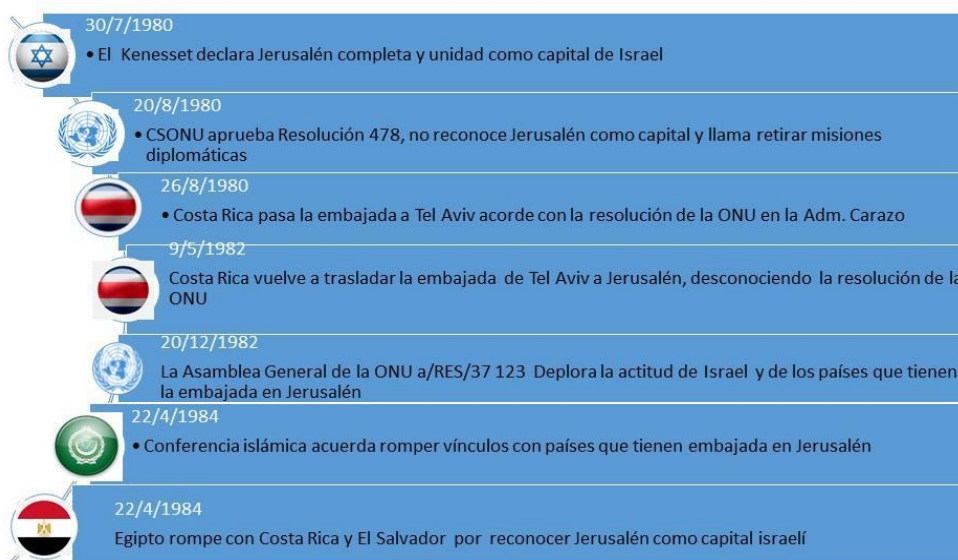 30/7/1980
• El Kenesset declara Jerusalén completa y unidad como capital de Israel
20/8/1980
• CSONU aprueba Resolución 478, no reconoce Jerusalén como capital y llama retirar misiones
diplomáticas
26/8/1980
• Costa Rica pasa la embajada a Tel Aviv acorde con la resolución de la ONU en la Adm. Carazo
9/5/1982
Costa Rica vuelve a trasladar la embajada de Tel Aviv a Jerusalén, desconociendo la resolución de la
ONU
20/12/1982
La Asamblea General de la ONU a/RES/37 123 Deplora la actitud de Israel y de los países que tienen
la embajada en Jerusalén
22/4/1984
• Conferencia islámica acuerda romper vínculos con países que tienen embajada en Jerusalén
22/4/1984
Egipto rompe con Costa Rica y El Salvador por reconocer Jerusalén como capital israelí